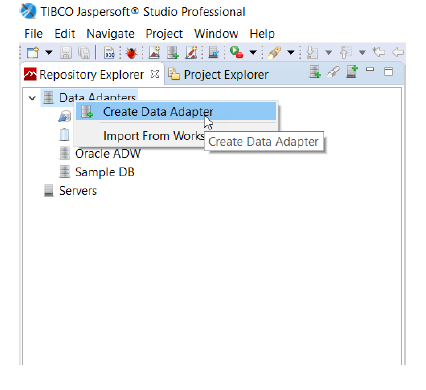 TIBCO Jaspersoft® Studio Professional
File Edit Navigate Project Window Help
Repository Explorer Project Explorer
Data Adapters
Create Data Adapter
Import From Works
Create Data Adapter
Oracle ADW
Sample DB
Servers